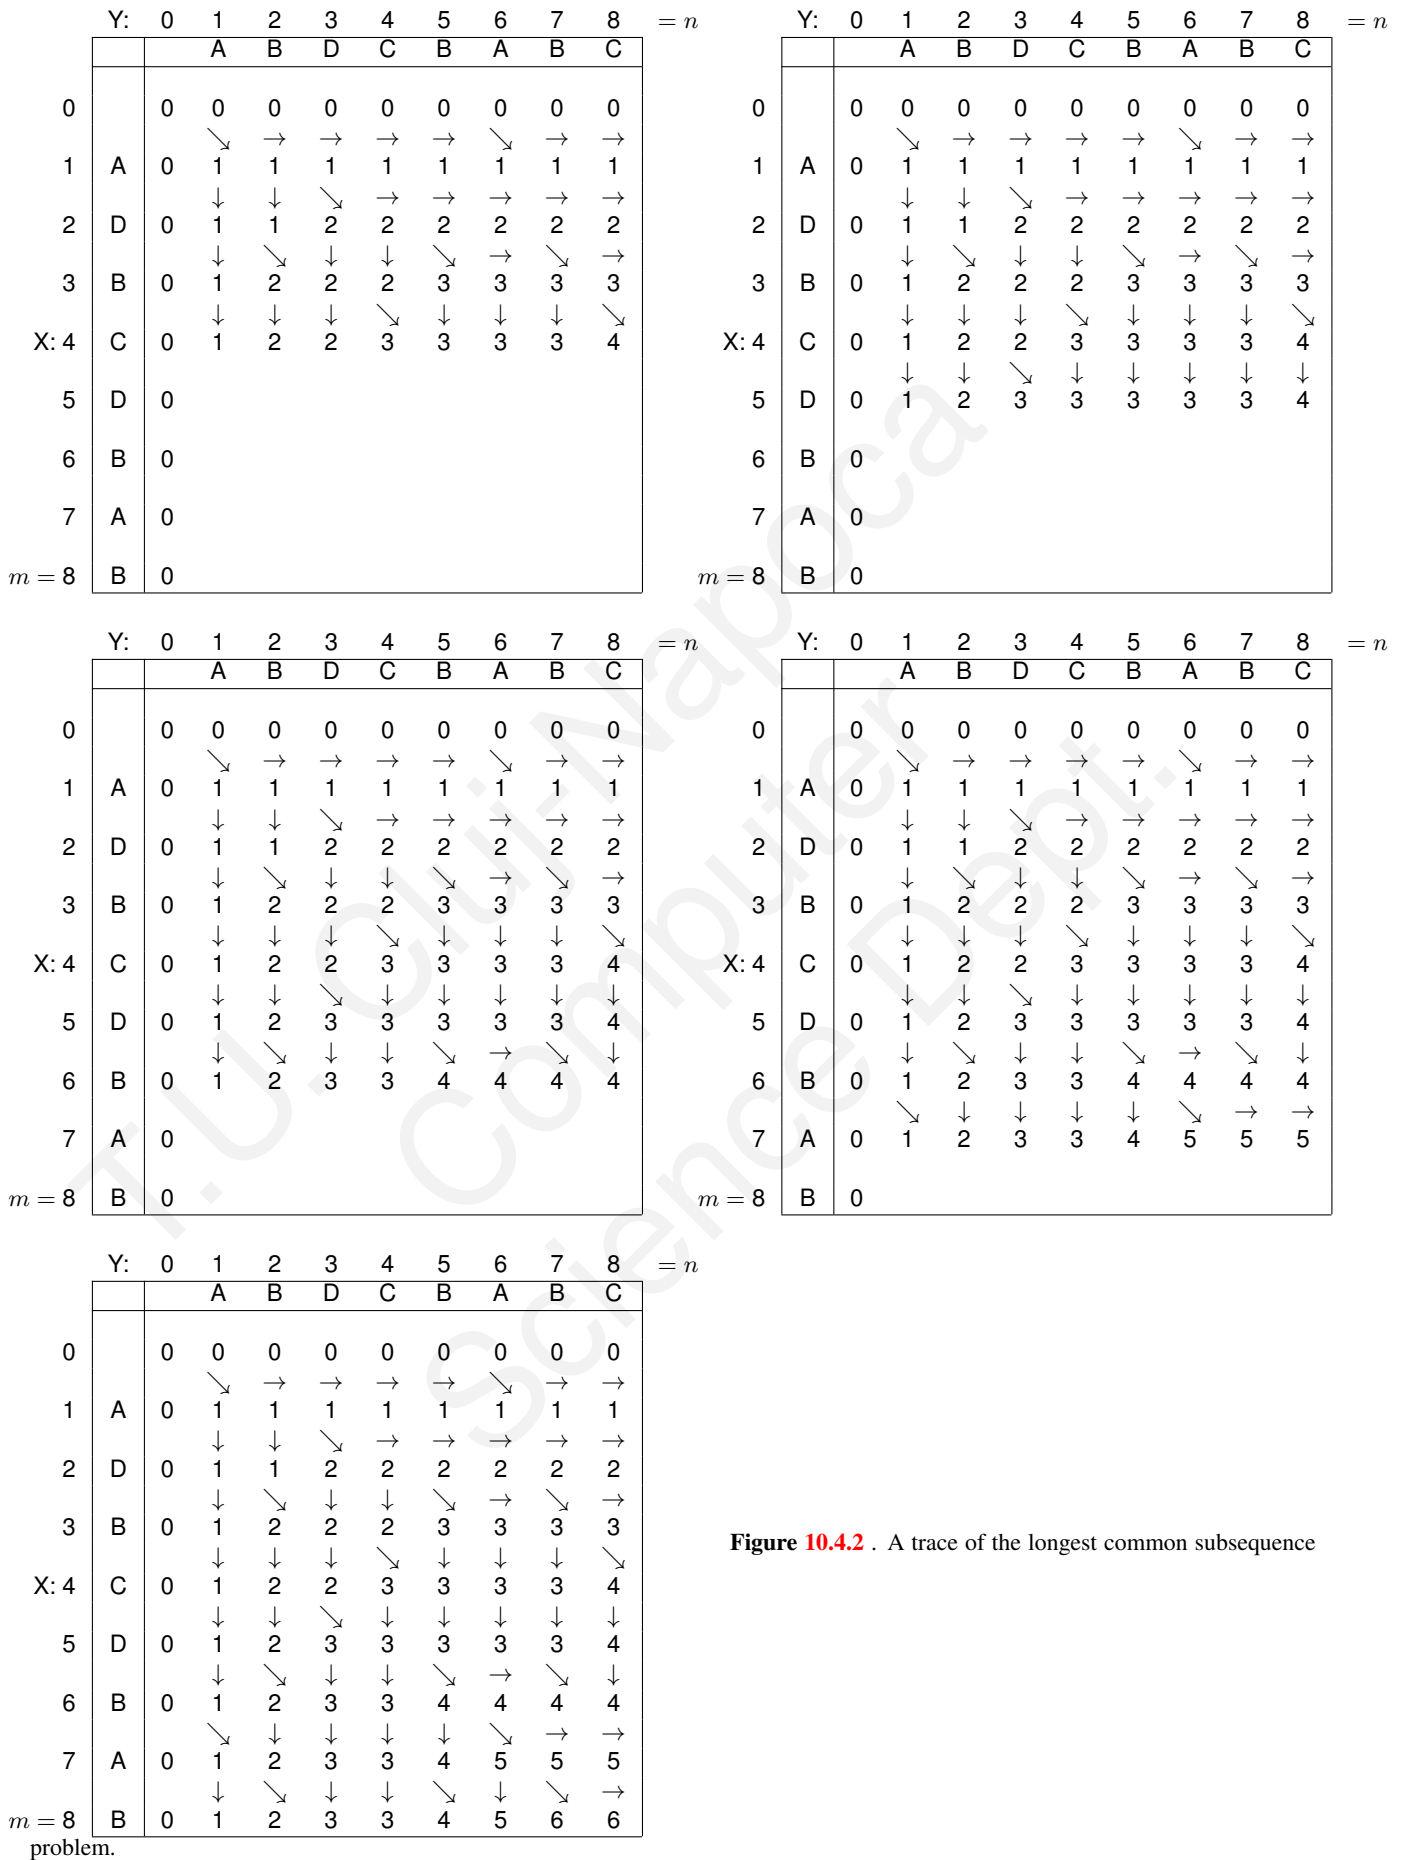 Y: 0 1 2 3 4 5 6 7 8 = n
A B D C B A B C
0 0 0 0 0 0 0 0 0 0
↘ → → → → ↘ → →
1 A 0 1 1 1 1 1 1 1 1
↓ ↓ ↘ → → → → →
2 D 0 1 1 2 2 2 2 2 2
↓ ↘ ↓ ↓ ↘ → ↘ →
3 B 0 1 2 2 2 3 3 3 3
↓ ↓ ↓ ↘ ↓ ↓ ↓ ↘
X: 4 C 0 1 2 2 3 3 3 3 4
5 D 0
6 B 0
7 A 0
m = 8 B 0
Y: 0 1 2 3 4 5 6 7 8 = n
A B D C B A B C
0 0 0 0 0 0 0 0 0 0
↘ → → → → ↘ → →
1 A 0 1 1 1 1 1 1 1 1
↓ ↓ ↘ → → → → →
2 D 0 1 1 2 2 2 2 2 2
↓ ↘ ↓ ↓ ↘ → ↘ →
3 B 0 1 2 2 2 3 3 3 3
↓ ↓ ↓ ↘ ↓ ↓ ↓ ↘
X: 4 C 0 1 2 2 3 3 3 3 4
↓ ↓ ↘ ↓ ↓ ↓ ↓ ↓
5 D 0 1 2 3 3 3 3 3 4
6 B 0
7 A 0
m = 8 B 0
Y: 0 1 2 3 4 5 6 7 8 = n
A B D C B A B C
0 0 0 0 0 0 0 0 0 0
↘ → → → → ↘ → →
1 A 0 1 1 1 1 1 1 1 1
↓ ↓ ↘ → → → → →
2 D 0 1 1 2 2 2 2 2 2
↓ ↘ ↓ ↓ ↘ → ↘ →
3 B 0 1 2 2 2 3 3 3 3
↓ ↓ ↓ ↘ ↓ ↓ ↓ ↘
X: 4 C 0 1 2 2 3 3 3 3 4
↓ ↓ ↘ ↓ ↓ ↓ ↓ ↓
5 D 0 1 2 3 3 3 3 3 4
↓ ↘ ↓ ↓ ↘ → ↘ ↓
6 B 0 1 2 3 3 4 4 4 4
7 A 0
m = 8 B 0
Y: 0 1 2 3 4 5 6 7 8 = n
A B D C B A B C
0 0 0 0 0 0 0 0 0 0
↘ → → → → ↘ → →
1 A 0 1 1 1 1 1 1 1 1
↓ ↓ ↘ → → → → →
2 D 0 1 1 2 2 2 2 2 2
↓ ↘ ↓ ↓ ↘ → ↘ →
3 B 0 1 2 2 2 3 3 3 3
↓ ↓ ↓ ↘ ↓ ↓ ↓ ↘
X: 4 C 0 1 2 2 3 3 3 3 4
↓ ↓ ↘ ↓ ↓ ↓ ↓ ↓
5 D 0 1 2 3 3 3 3 3 4
↓ ↘ ↓ ↓ ↘ → ↘ ↓
6 B 0 1 2 3 3 4 4 4 4
↘ ↓ ↓ ↓ ↓ ↘ → →
7 A 0 1 2 3 3 4 5 5 5
m = 8 B 0
Y: 0 1 2 3 4 5 6 7 8 = n
A B D C B A B C
0 0 0 0 0 0 0 0 0 0
↘ → → → → ↘ → →
1 A 0 1 1 1 1 1 1 1 1
↓ ↓ ↘ → → → → →
2 D 0 1 1 2 2 2 2 2 2
↓ ↘ ↓ ↓ ↘ → ↘ →
3 B 0 1 2 2 2 3 3 3 3
↓ ↓ ↓ ↘ ↓ ↓ ↓ ↘
X: 4 C 0 1 2 2 3 3 3 3 4
↓ ↓ ↘ ↓ ↓ ↓ ↓ ↓
5 D 0 1 2 3 3 3 3 3 4
↓ ↘ ↓ ↓ ↘ → ↘ ↓
6 B 0 1 2 3 3 4 4 4 4
↘ ↓ ↓ ↓ ↓ ↘ → →
7 A 0 1 2 3 3 4 5 5 5
↓ ↘ ↓ ↓ ↘ ↓ ↘ →
m = 8 B 0 1 2 3 3 4 5 6 6
Figure 10.4.2 . A trace of the longest common subsequence
problem.
T.U. Cluj-Napoca
Computer
Science Dept.